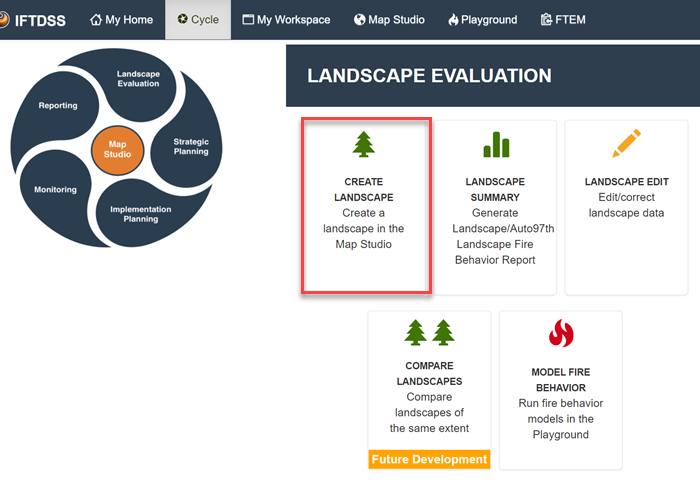 IFTDSS My Home Cycle My Workspace Map Studio Playground FTEM
Landscape
Evaluation
Reporting
Map
Studio
Strategic
Planning
Monitoring
Implementation
Planning
LANDSCAPE EVALUATION
CREATE
LANDSCAPE
Create a
landscape in the
Map Studio
LANDSCAPE
SUMMARY
Generate
Landscape/Auto97th
Landscape Fire
Behavior Report
LANDSCAPE EDIT
Edit/correct
landscape data
COMPARE
LANDSCAPES
Compare
landscapes of
the same extent
Future Development
MODEL FIRE
BEHAVIOR
Run fire behavior
models in the
Playground